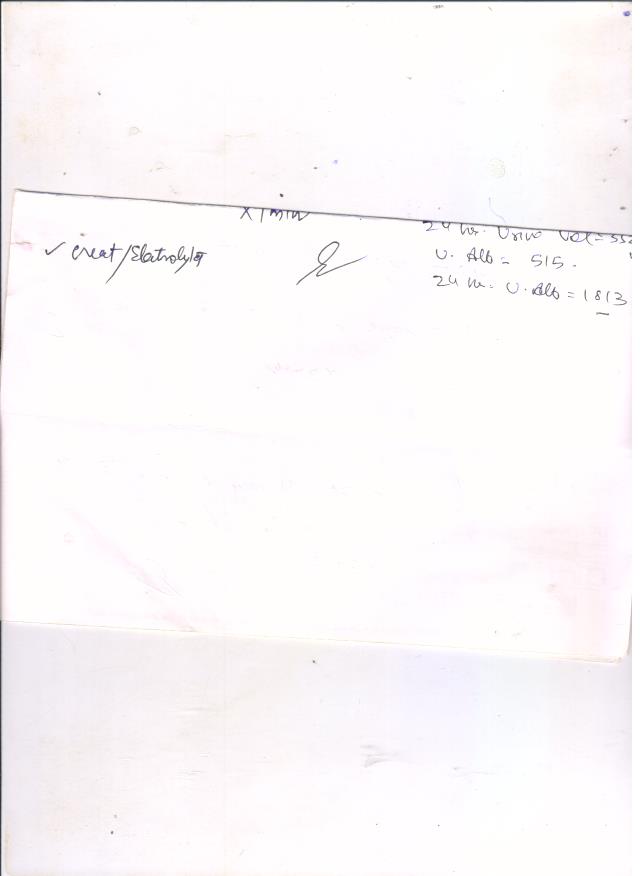 24 hr. Urine Vol = 
✓ Creat/Electrolytes
U. Alb = 515.
24 hr. U. Alb = 1813